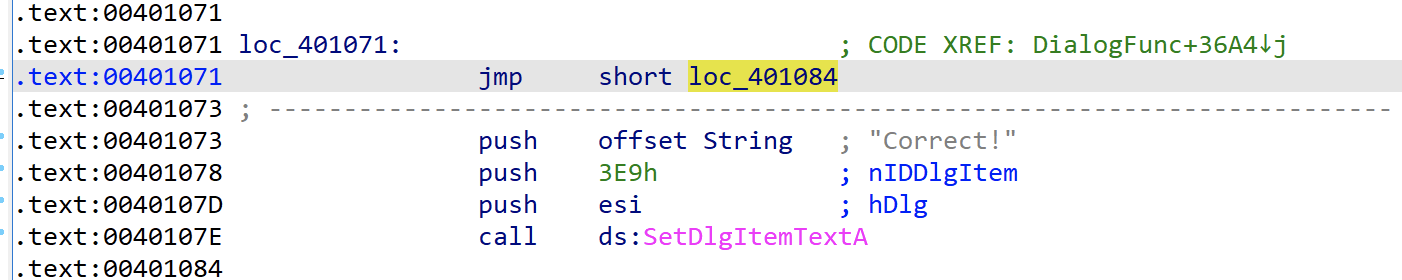 .text:00401071
.text:00401071 loc_401071: ; CODE XREF: DialogFunc+36A4↓j
.text:00401071 jmp short loc_401084
.text:00401073 ; ---------------------------------------------------------------------------
.text:00401073 push offset String ; "Correct!"
.text:00401078 push 3E9h ; nIDDlgItem
.text:0040107D push esi ; hDlg
.text:0040107E call ds:SetDlgItemTextA
.text:00401084